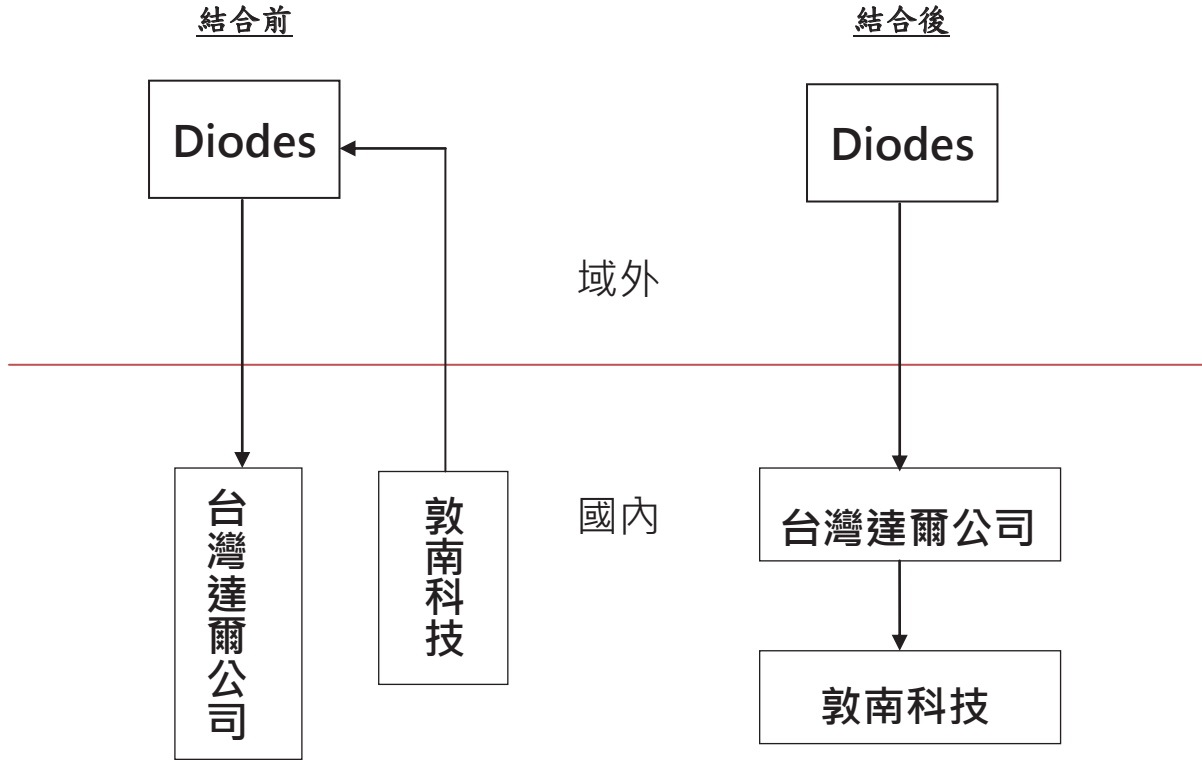 結合前
結合後
Diodes
Diodes
域外
台灣達爾公司
敦南科技
國內
台灣達爾公司
敦南科技